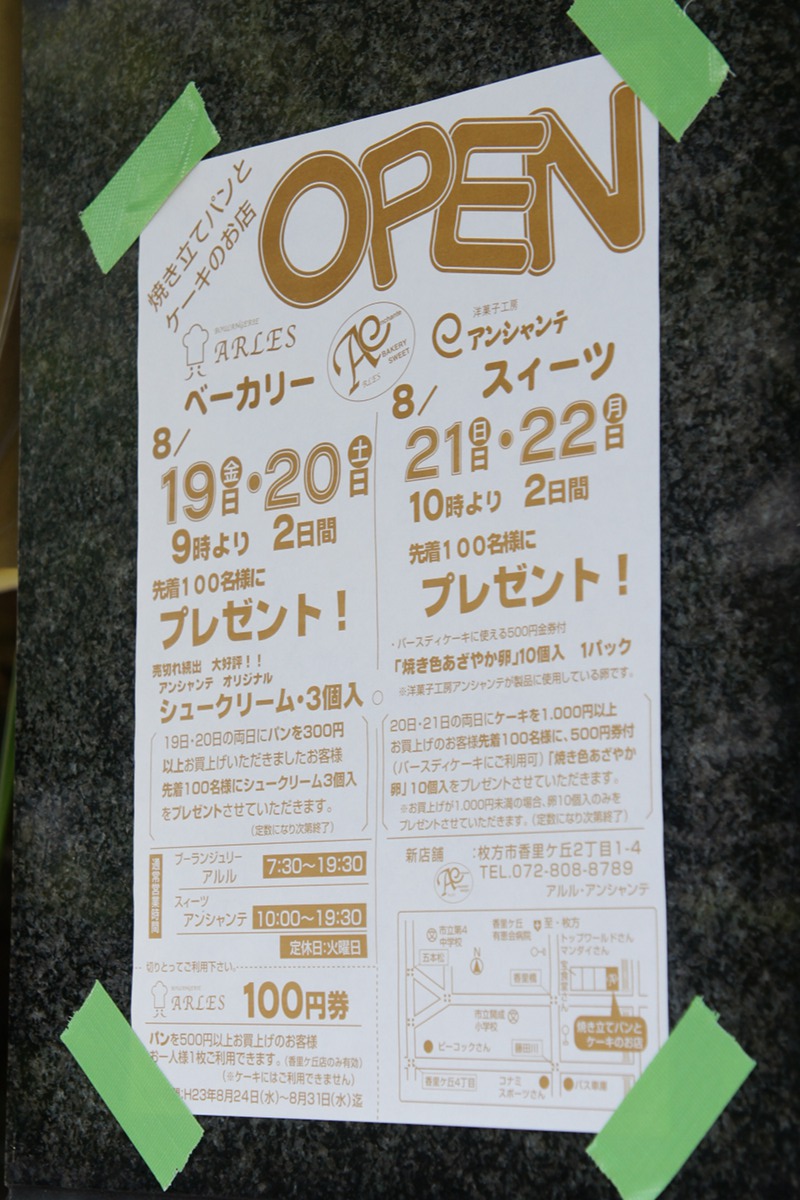 焼き立てパンと
ケーキのお店
OPEN
BOULANGERIE
ARLES
Ac
nchante
BAKERY
SWEET
RLES
洋菓子工房
アンシャンテ
ベーカリー
8/
19金日・20土日
9時より 2日間
先着100名様に
プレゼント!
売切れ続出 大好評!!
アンシャンテ オリジナル
シュークリーム・3個入
19日・20日の両日にパンを300円
以上お買上げいただきましたお客様
先着100名様にシュークリーム3個入
をプレゼントさせていただきます。
(定数になり次第終了)
スィーツ
8/
21日日・22月日
10時より 2日間
先着100名様に
プレゼント!
・バースディケーキに使える500円金券付
「焼き色あざやか卵」10個入 1パック
※洋菓子工房アンシャンテが製品に使用している卵です。
20日・21日の両日にケーキを1.000円以上
お買上げのお客様先着100名様に、500円券付
(バースディケーキにご利用可)「焼き色あざやか
卵」10個入をプレゼントさせていただきます。
※お買上げが1.000円未満の場合、卵10個入のみを
プレゼントさせていただきます。(定数になり次第終了)
通常営業時間
ブーランジュリー
アルル
7:30〜19:30
スィーツ
アンシャンテ
10:00〜19:30
定休日:火曜日
切りとってご利用下さい。
ARLES
100円券
パンを500円以上お買上げのお客様
お一人様1枚ご利用できます。(香里ケ丘店のみ有効)
(※ケーキにはご利用できません)
:H23年8月24日(水)〜8月31日(水)迄
新店舗 :枚方市香里ケ丘2丁目1-4
TEL.072-808-8789
アルル・アンシャンテ
市立第4
中学校
香里ケ丘
有恵会病院
至・枚方
トップワールドさん
マンダイさん
五本松
N
香里橋
N
市立開成
小学校
焼き立てパンと
ケーキのお店
ピーコックさん
藤田川
香里ケ丘4丁目
コナミ
スポーツさん
バス車庫